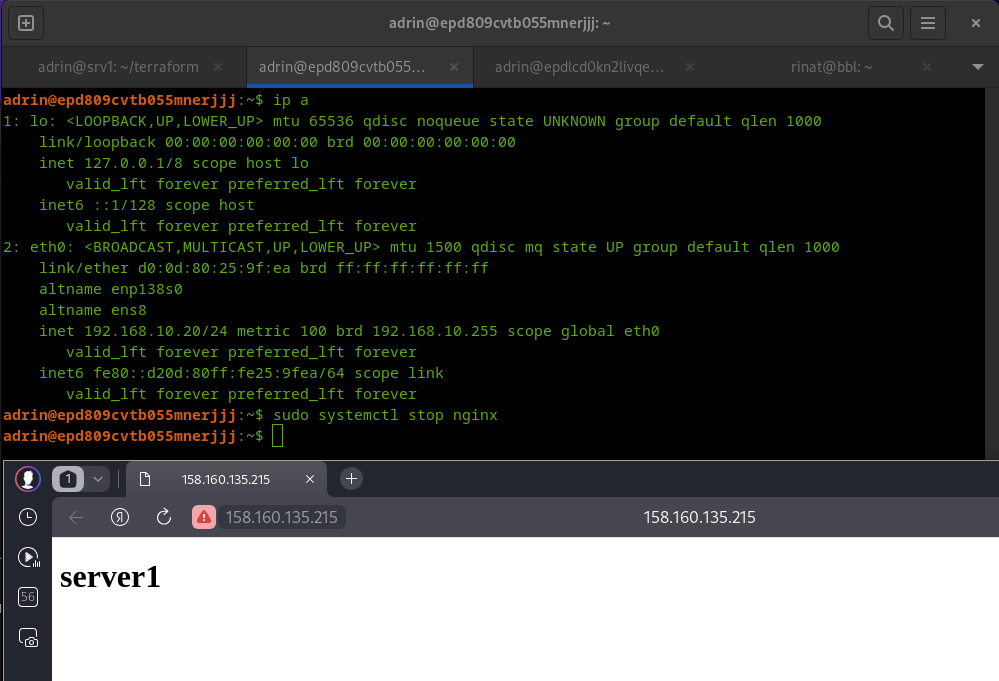 adrin@epd809cvtb055mnerjjj: ~
adrin@srv1: ~/terraform
adrin@epd809cvtb055...
adrin@epdlcd0kn2livqe...
rinat@bbl: ~
adrin@epd809cvtb055mnerjjj:~$ ip a
1: lo: <LOOPBACK,UP,LOWER_UP> mtu 65536 qdisc noqueue state UNKNOWN group default qlen 1000
    link/loopback 00:00:00:00:00:00 brd 00:00:00:00:00:00
    inet 127.0.0.1/8 scope host lo
       valid_lft forever preferred_lft forever
    inet6 ::1/128 scope host
       valid_lft forever preferred_lft forever
2: eth0: <BROADCAST,MULTICAST,UP,LOWER_UP> mtu 1500 qdisc mq state UP group default qlen 1000
    link/ether d0:0d:80:25:9f:ea brd ff:ff:ff:ff:ff:ff
    altname enp138s0
    altname ens8
    inet 192.168.10.20/24 metric 100 brd 192.168.10.255 scope global eth0
       valid_lft forever preferred_lft forever
    inet6 fe80::d20d:80ff:fe25:9fea/64 scope link
       valid_lft forever preferred_lft forever
adrin@epd809cvtb055mnerjjj:~$ sudo systemctl stop nginx
adrin@epd809cvtb055mnerjjj:~$
1
158.160.135.215
Я
158.160.135.215
158.160.135.215
server1
56